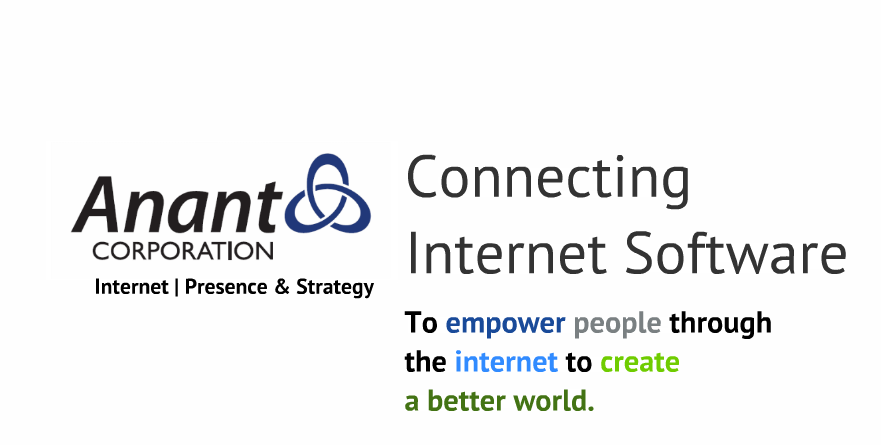 Anant
CORPORATION
Internet | Presence & Strategy
Connecting
Internet Software
To empower people through
the internet to create
a better world.